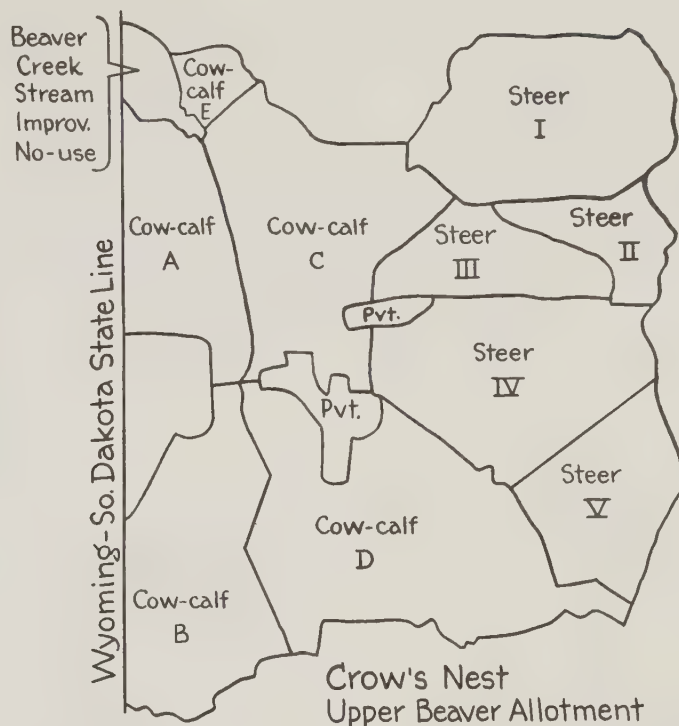 Beaver
Creek
Stream
Improv.
No-use
Cow-
calf
E
Steer
I
Cow-calf
A
Cow-calf
C
Steer
III
Steer
II
Pvt.
Steer
IV
Pvt.
Steer
V
Cow-calf
D
Cow-calf
B
Wyoming-So. Dakota State Line
Crow's Nest
Upper Beaver Allotment